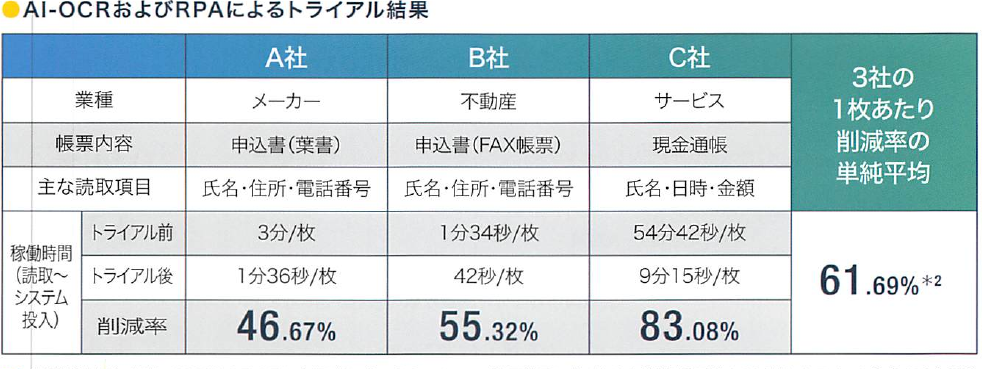 ●AI-OCRおよびRPAによるトライアル結果
A社 B社 C社
3社の
1枚あたり
削減率の
単純平均
業種 メーカー 不動産 サービス
帳票内容 申込書(葉書) 申込書(FAX帳票) 現金通帳
主な読取項目 氏名・住所・電話番号 氏名・住所・電話番号 氏名・日時・金額
稼働時間
(読取〜
システム
投入)
トライアル前 3分/枚 1分34秒/枚 54分42秒/枚
トライアル後 1分36秒/枚 42秒/枚 9分15秒/枚
削減率 46.67% 55.32% 83.08%
61.69%*2